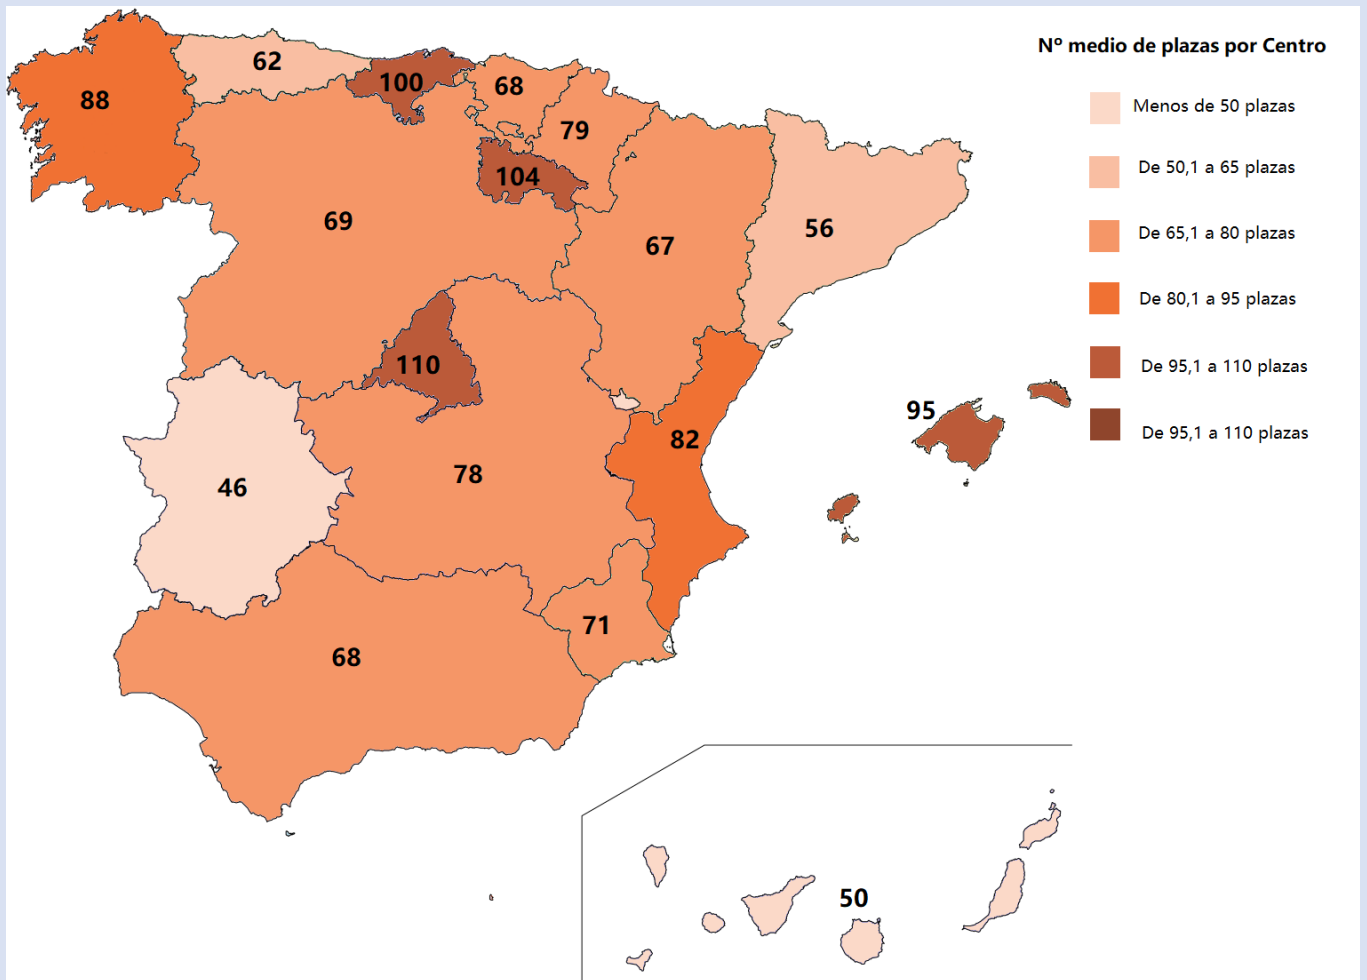 Nº medio de plazas por Centro
Menos de 50 plazas
De 50,1 a 65 plazas
De 65,1 a 80 plazas
De 80,1 a 95 plazas
De 95,1 a 110 plazas
De 95,1 a 110 plazas
62
100
68
88
79
104
69
56
67
110
95
82
78
46
71
68
50